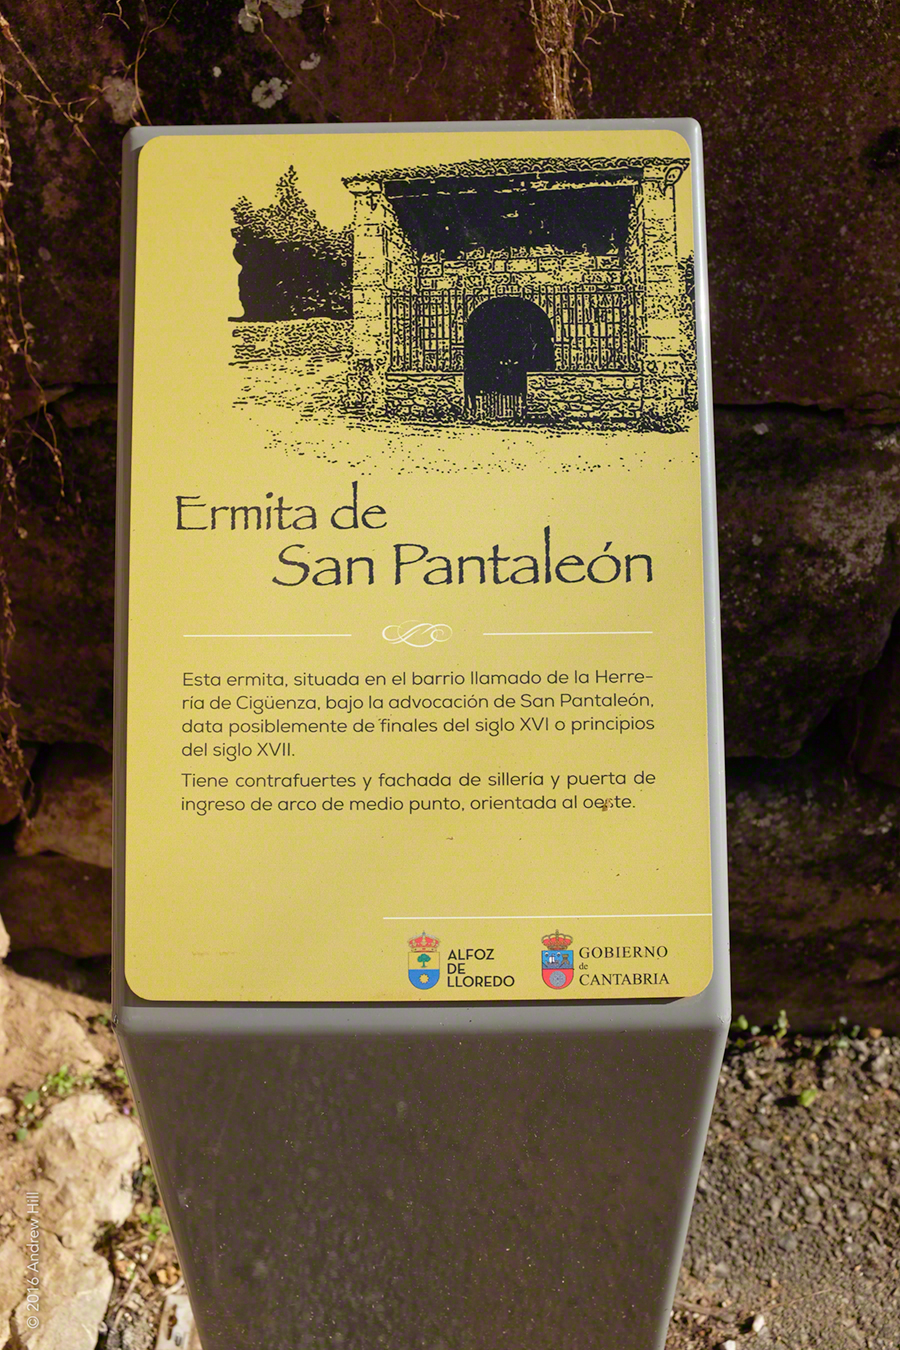 Ermita de
San Pantaleón
Esta ermita, situada en el barrio llamado de la Herre-
ría de Cigüenza, bajo la advocación de San Pantaleón,
data posiblemente de finales del siglo XVI o principios
del siglo XVII.
Tiene contrafuertes y fachada de sillería y puerta de
ingreso de arco de medio punto, orientada al oeste.
ALFOZ
DE
LLOREDO
GOBIERNO
de
CANTABRIA
© 2016 Andrew Hill